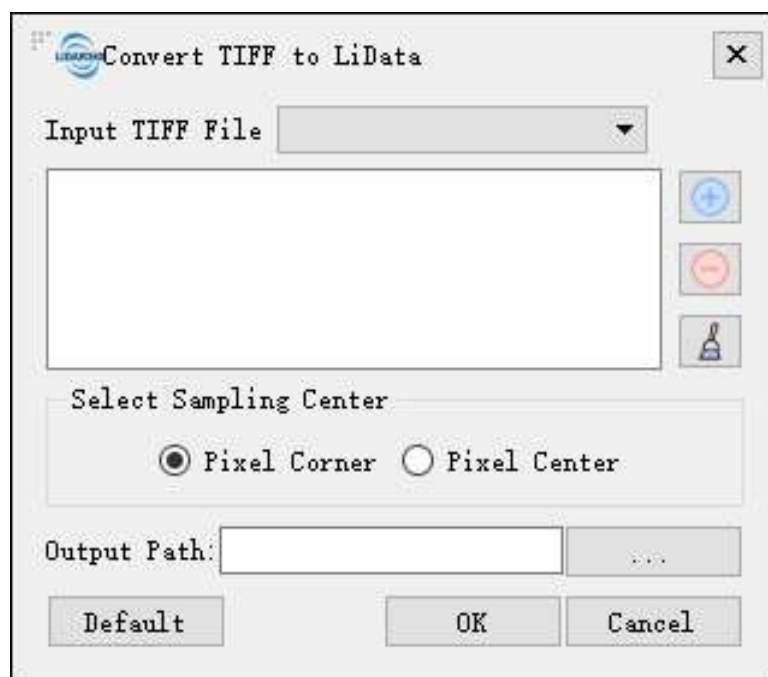 Convert TIFF to LiData
Input TIFF File
Select Sampling Center
Pixel Corner Pixel Center
Output Path: ...
Default OK Cancel